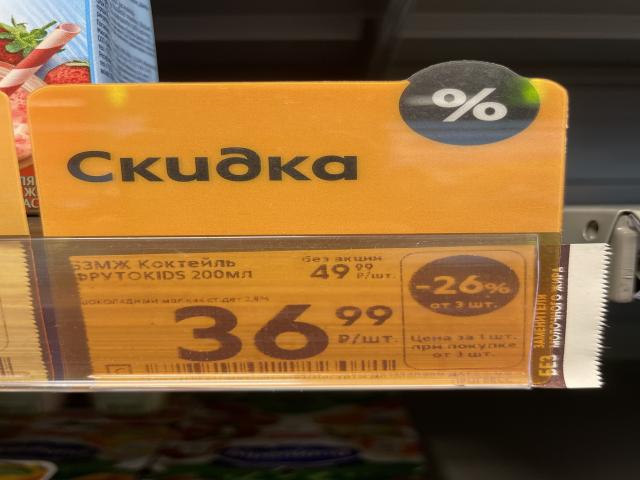 %
Скидка
БЗМЖ Коктейль
ФРУТОKIDS 200мл
без акции
49 99
₽/шт.
-26%
от 3 шт.
36 99
₽/шт.
Цена за 1 шт.
при покупке
от 3 шт.
БЕЗ
ЗАМЕНИТЕЛЯ
МОЛОЧНОГО ЖИРА